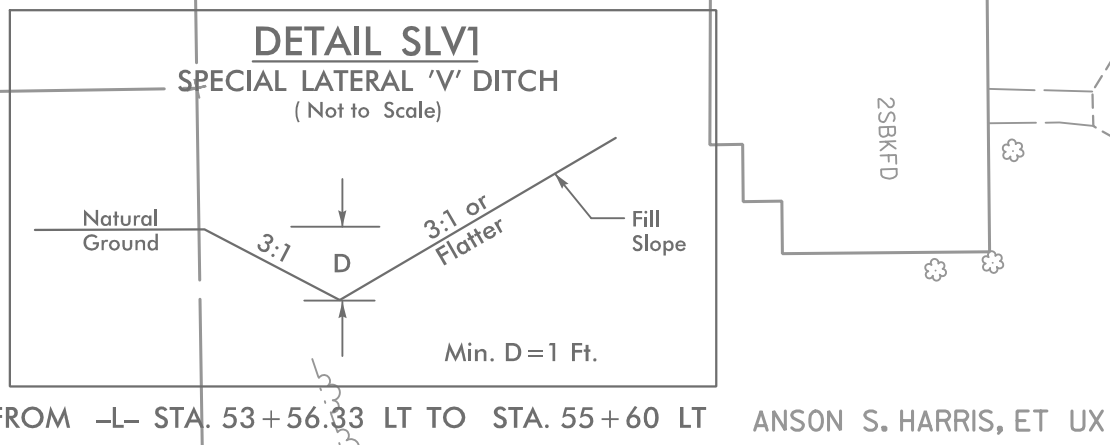 DETAIL SLV1
SPECIAL LATERAL 'V' DITCH
( Not to Scale)
2SBKFD
Natural
Ground
3:1
D
3:1 or
Flatter
Fill
Slope
Min. D=1 Ft.
FROM -L- STA. 53+56.33 LT TO STA. 55+60 LT
ANSON S. HARRIS, ET UX